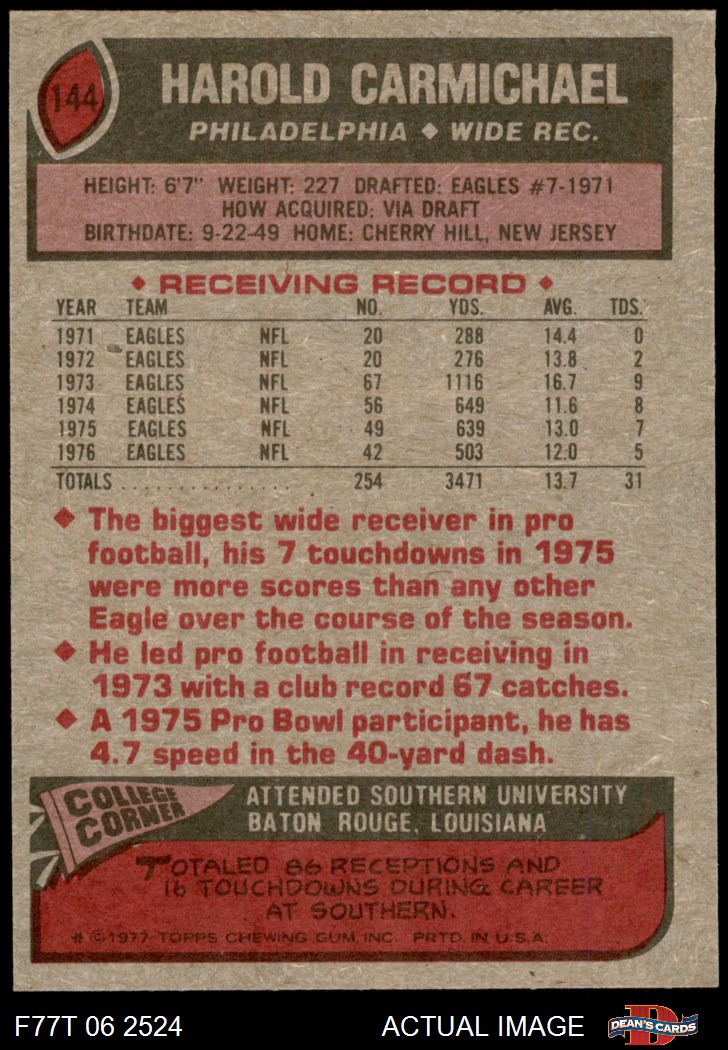 144
HAROLD CARMICHAEL
PHILADELPHIA ◆ WIDE REC.
HEIGHT: 6'7" WEIGHT: 227 DRAFTED: EAGLES #7-1971
HOW ACQUIRED: VIA DRAFT
BIRTHDATE: 9-22-49 HOME: CHERRY HILL, NEW JERSEY
◆ RECEIVING RECORD ◆
YEAR TEAM NO. YDS. AVG. TDS.
1971 EAGLES NFL 20 288 14.4 0
1972 EAGLES NFL 20 276 13.8 2
1973 EAGLES NFL 67 1116 16.7 9
1974 EAGLES NFL 56 649 11.6 8
1975 EAGLES NFL 49 639 13.0 7
1976 EAGLES NFL 42 503 12.0 5
TOTALS ................ 254 3471 13.7 31
◆ The biggest wide receiver in pro
football, his 7 touchdowns in 1975
were more scores than any other
Eagle over the course of the season.
◆ He led pro football in receiving in
1973 with a club record 67 catches.
◆ A 1975 Pro Bowl participant, he has
4.7 speed in the 40-yard dash.
COLLEGE
CORNER
ATTENDED SOUTHERN UNIVERSITY
BATON ROUGE, LOUISIANA
TOTALED 86 RECEPTIONS AND
16 TOUCHDOWNS DURING CAREER
AT SOUTHERN.
# © 1977 TOPPS CHEWING GUM, INC. PRTD. IN U.S.A.
F77T 06 2524 ACTUAL IMAGE
D
DEAN'S CARDS